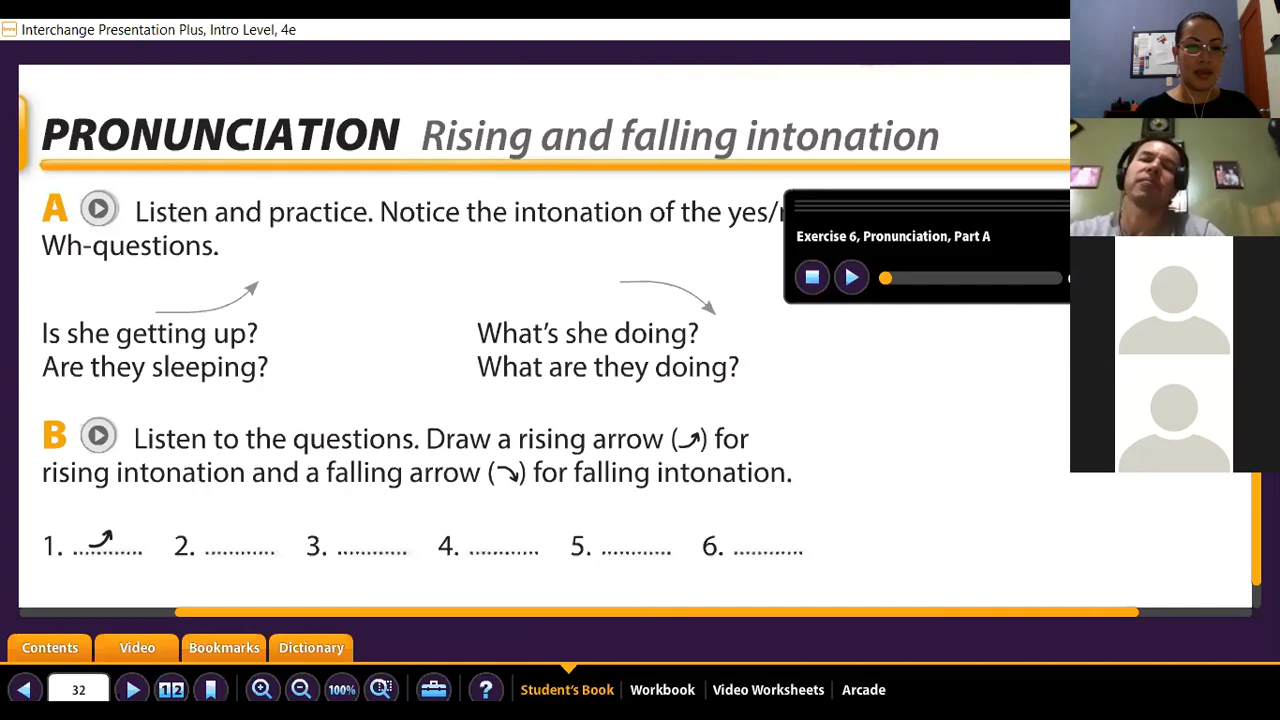 Interchange Presentation Plus, Intro Level, 4e
PRONUNCIATION Rising and falling intonation
A Listen and practice. Notice the intonation of the
Wh-questions.
Exercise 6, Pronunciation, Part A
Is she getting up? What's she doing?
Are they sleeping? What are they doing?
B Listen to the questions. Draw a rising arrow (⤴) for
rising intonation and a falling arrow (⤵) for falling intonation.
1. ............ 2. ............ 3. ............ 4. ............ 5. ............ 6. ............
Contents Video Bookmarks Dictionary
32 1 2 100% ? Student's Book Workbook Video Worksheets Arcade